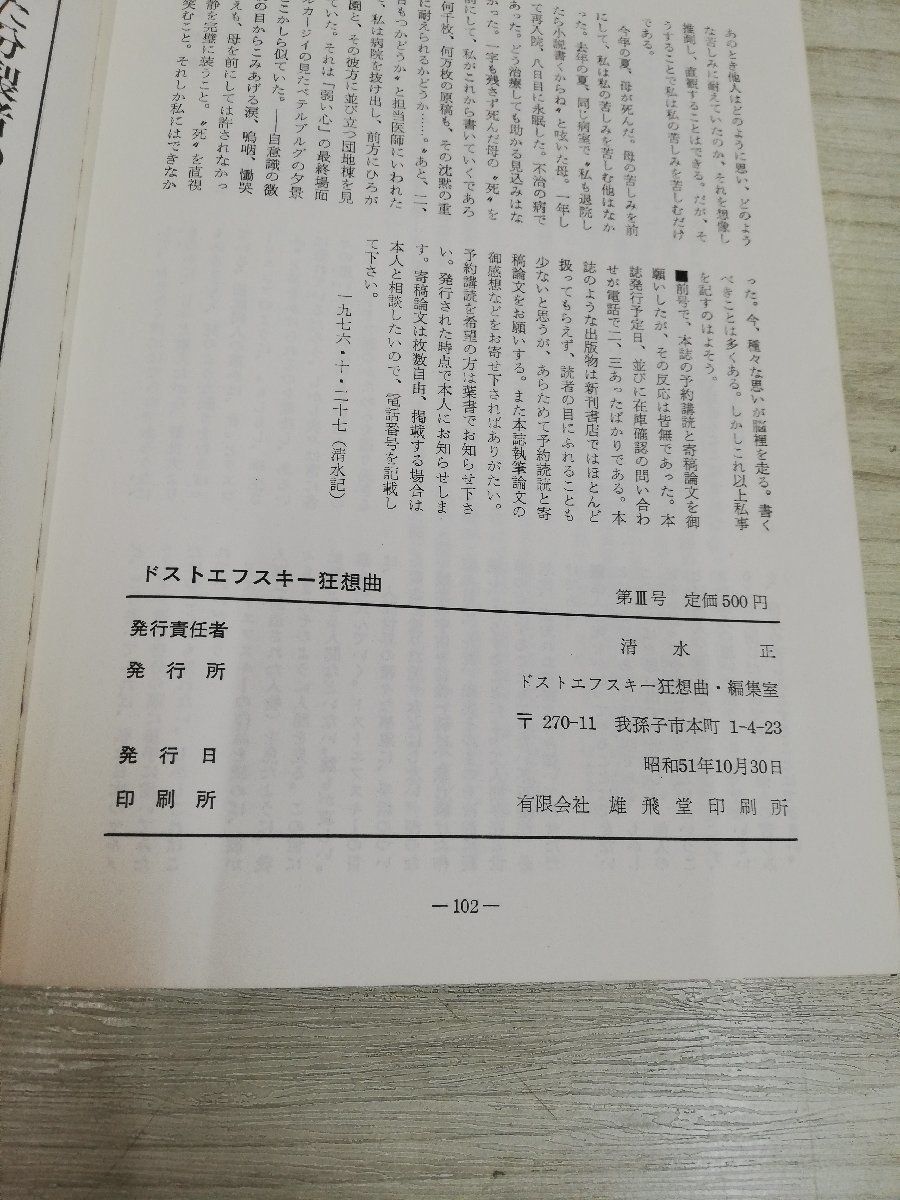 あのとき他人はどのように思い、どのよう
な苦しみに耐えていたのか、それを想像し
推測し、直観することはできる。だが、そ
うすることで私は私の苦しみを苦しむだけ
である。
今年の夏、母が死んだ。母の苦しみを前
にして、私は私の苦しみを苦しむ他はなか
った。去年の夏、同じ病室で〝私も退院し
たら小説書くからね〟と呟いた母。一年し
て再入院、八日目に永眠した。不治の病で
あった。どう治療しても助かる見込みはな
かった。一字も残さず死んだ母の〝死〟を
前にして、私がこれから書いていくであろ
何千枚、何万枚の原稿も、その沈黙の重
に耐えられるかどうか……。〝あと、二、
日もつかどうか〟と担当医師にいわれた
、私は病院を抜け出し、前方にひろが
園と、その彼方に並び立つ団地棟を見
ていた。それは「弱い心」の最終場面
ルカージイの見たペテルブルグの夕景
こかしら似ていた。――自意識の微
の目からこみあげる涙、嗚咽、慟哭
えも、母を前にしては許されなかっ
静を完璧に装うこと。〝死〟を直視
笑むこと。それしか私にはできなか
った。今、種々な思いが脳裡を走る。書く
べきことは多くある。しかしこれ以上私事
を記すのはよそう。
■前号で、本誌の予約講読と寄稿論文を御
願いしたが、その反応は皆無であった。本
誌発行予定日、並びに在庫確認の問い合わ
せが電話で二、三あったばかりである。本
誌のような出版物は新刊書店ではほとんど
扱ってもらえず、読者の目にふれることも
少ないと思うが、あらためて予約読読と寄
稿論文をお願いする。また本誌執筆論文の
御感想などをお寄せ下さればありがたい。
予約講読を希望の方は葉書でお知らせ下さ
い。発行された時点で本人にお知らせしま
す。寄稿論文は枚数自由、掲載する場合は
本人と相談したいので、電話番号を記載し
て下さい。
一九七六・十・二十七（清水記）
ドストエフスキー狂想曲 第Ⅲ号 定価500円
発行責任者 清水 正
発行所 ドストエフスキー狂想曲・編集室
〒270-11 我孫子市本町 1-4-23
発行日 昭和51年10月30日
印刷所 有限会社 雄飛堂印刷所
―102―